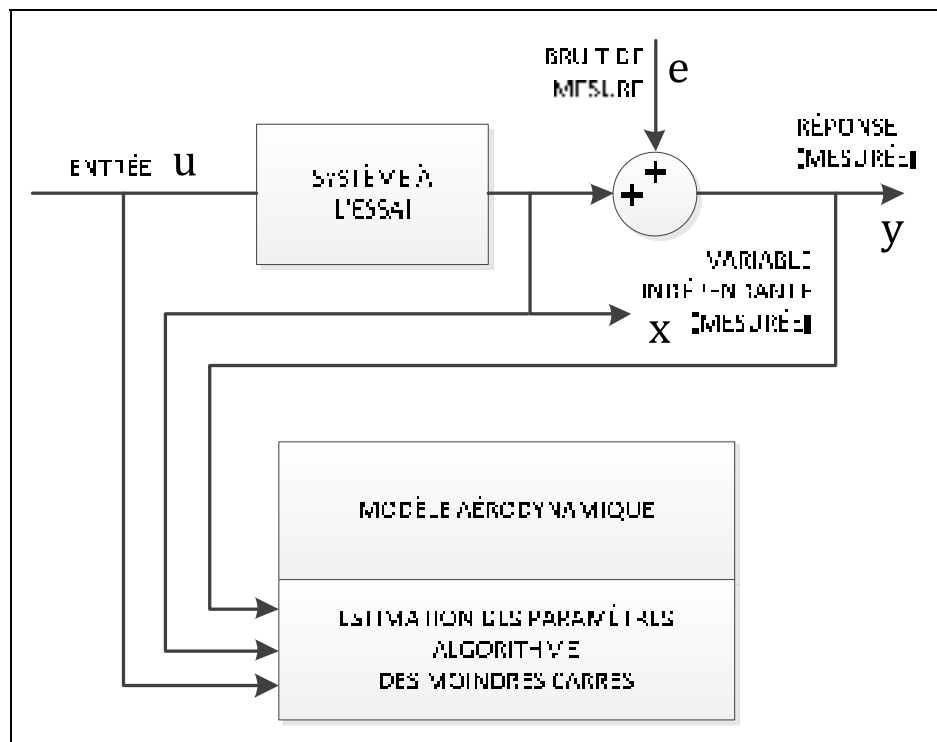 BRUIT DE
MESURE
e
ENTRÉE u
SYSTÈME À
L'ESSAI
+
+
RÉPONSE
[MESURÉE]
y
VARIABLE
INDÉPENDANTE
[MESURÉE]
x
MODÈLE AÉRODYNAMIQUE
ESTIMATION DES PARAMÈTRES
ALGORITHME
DES MOINDRES CARRES